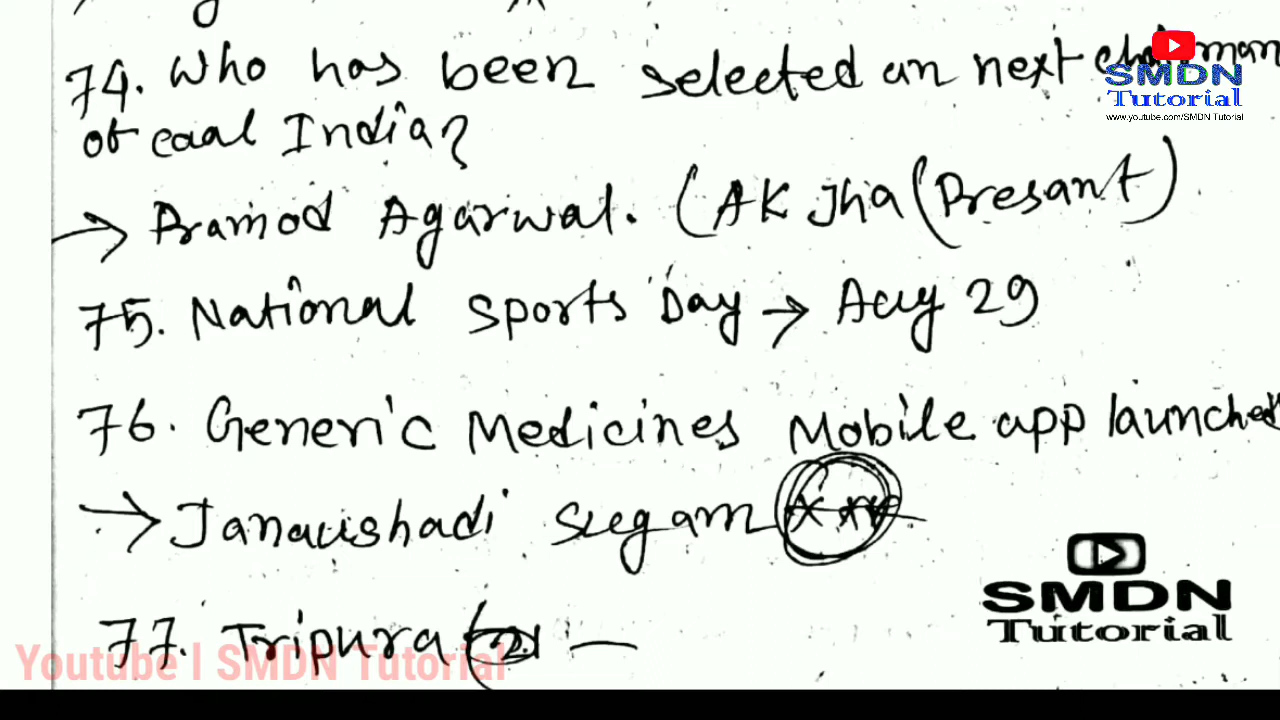 74. Who has been selected an next chairman
of caal India?
→ Pramod Agarwal. (AK Jha (Presant)
75. National Sports Day → Aug 29
76. Generic Medicines Mobile app launched
→ Janaushadi sugam
77. Tripura
SMDN
Tutorial
www.youtube.com/SMDN Tutorial
SMDN
Tutorial
Youtube l SMDN Tutorial